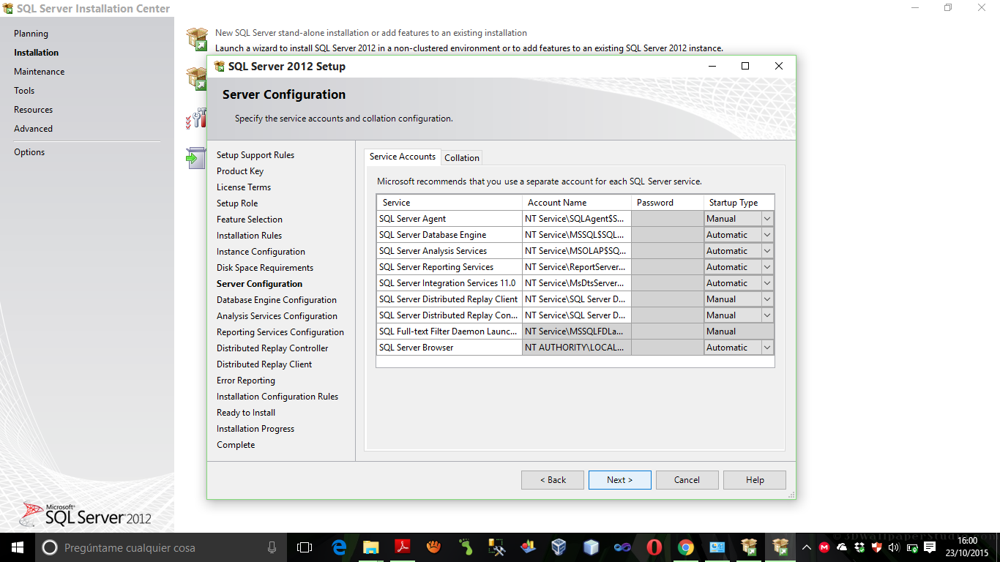 SQL Server Installation Center
Planning
Installation
Maintenance
Tools
Resources
Advanced
Options
New SQL Server stand-alone installation or add features to an existing installation
Launch a wizard to install SQL Server 2012 in a non-clustered environment or to add features to an existing SQL Server 2012 instance.
SQL Server 2012 Setup
Server Configuration
Specify the service accounts and collation configuration.
Setup Support Rules
Product Key
License Terms
Setup Role
Feature Selection
Installation Rules
Instance Configuration
Disk Space Requirements
Server Configuration
Database Engine Configuration
Analysis Services Configuration
Reporting Services Configuration
Distributed Replay Controller
Distributed Replay Client
Error Reporting
Installation Configuration Rules
Ready to Install
Installation Progress
Complete
Service Accounts Collation
Microsoft recommends that you use a separate account for each SQL Server service.
Service Account Name Password Startup Type
SQL Server Agent NT Service\SQLAgent$S... Manual
SQL Server Database Engine NT Service\MSSQL$SQL... Automatic
SQL Server Analysis Services NT Service\MSOLAP$SQ... Automatic
SQL Server Reporting Services NT Service\ReportServer... Automatic
SQL Server Integration Services 11.0 NT Service\MsDtsServer... Automatic
SQL Server Distributed Replay Client NT Service\SQL Server D... Manual
SQL Server Distributed Replay Con... NT Service\SQL Server D... Manual
SQL Full-text Filter Daemon Launc... NT Service\MSSQLFDLa... Manual
SQL Server Browser NT AUTHORITY\LOCAL... Automatic
< Back Next > Cancel Help
Microsoft®
SQL Server® 2012
Pregúntame cualquier cosa
©3DWallpaperStudio.com
16:00
23/10/2015